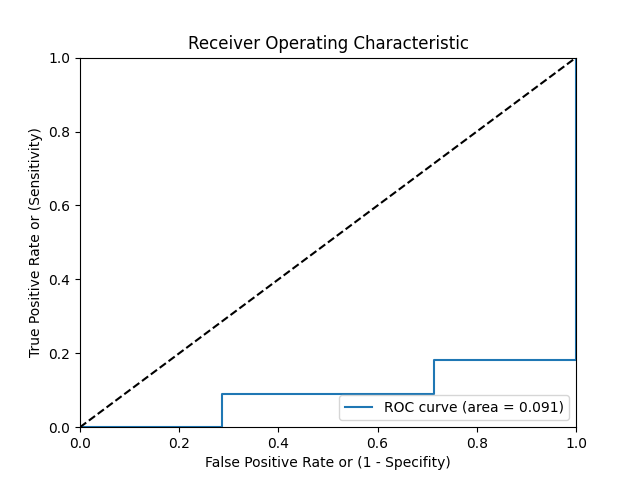 Receiver Operating Characteristic
True Positive Rate or (Sensitivity)
1.0
0.8
0.6
0.4
0.2
0.0
ROC curve (area = 0.091)
0.0 0.2 0.4 0.6 0.8 1.0
False Positive Rate or (1 - Specifity)